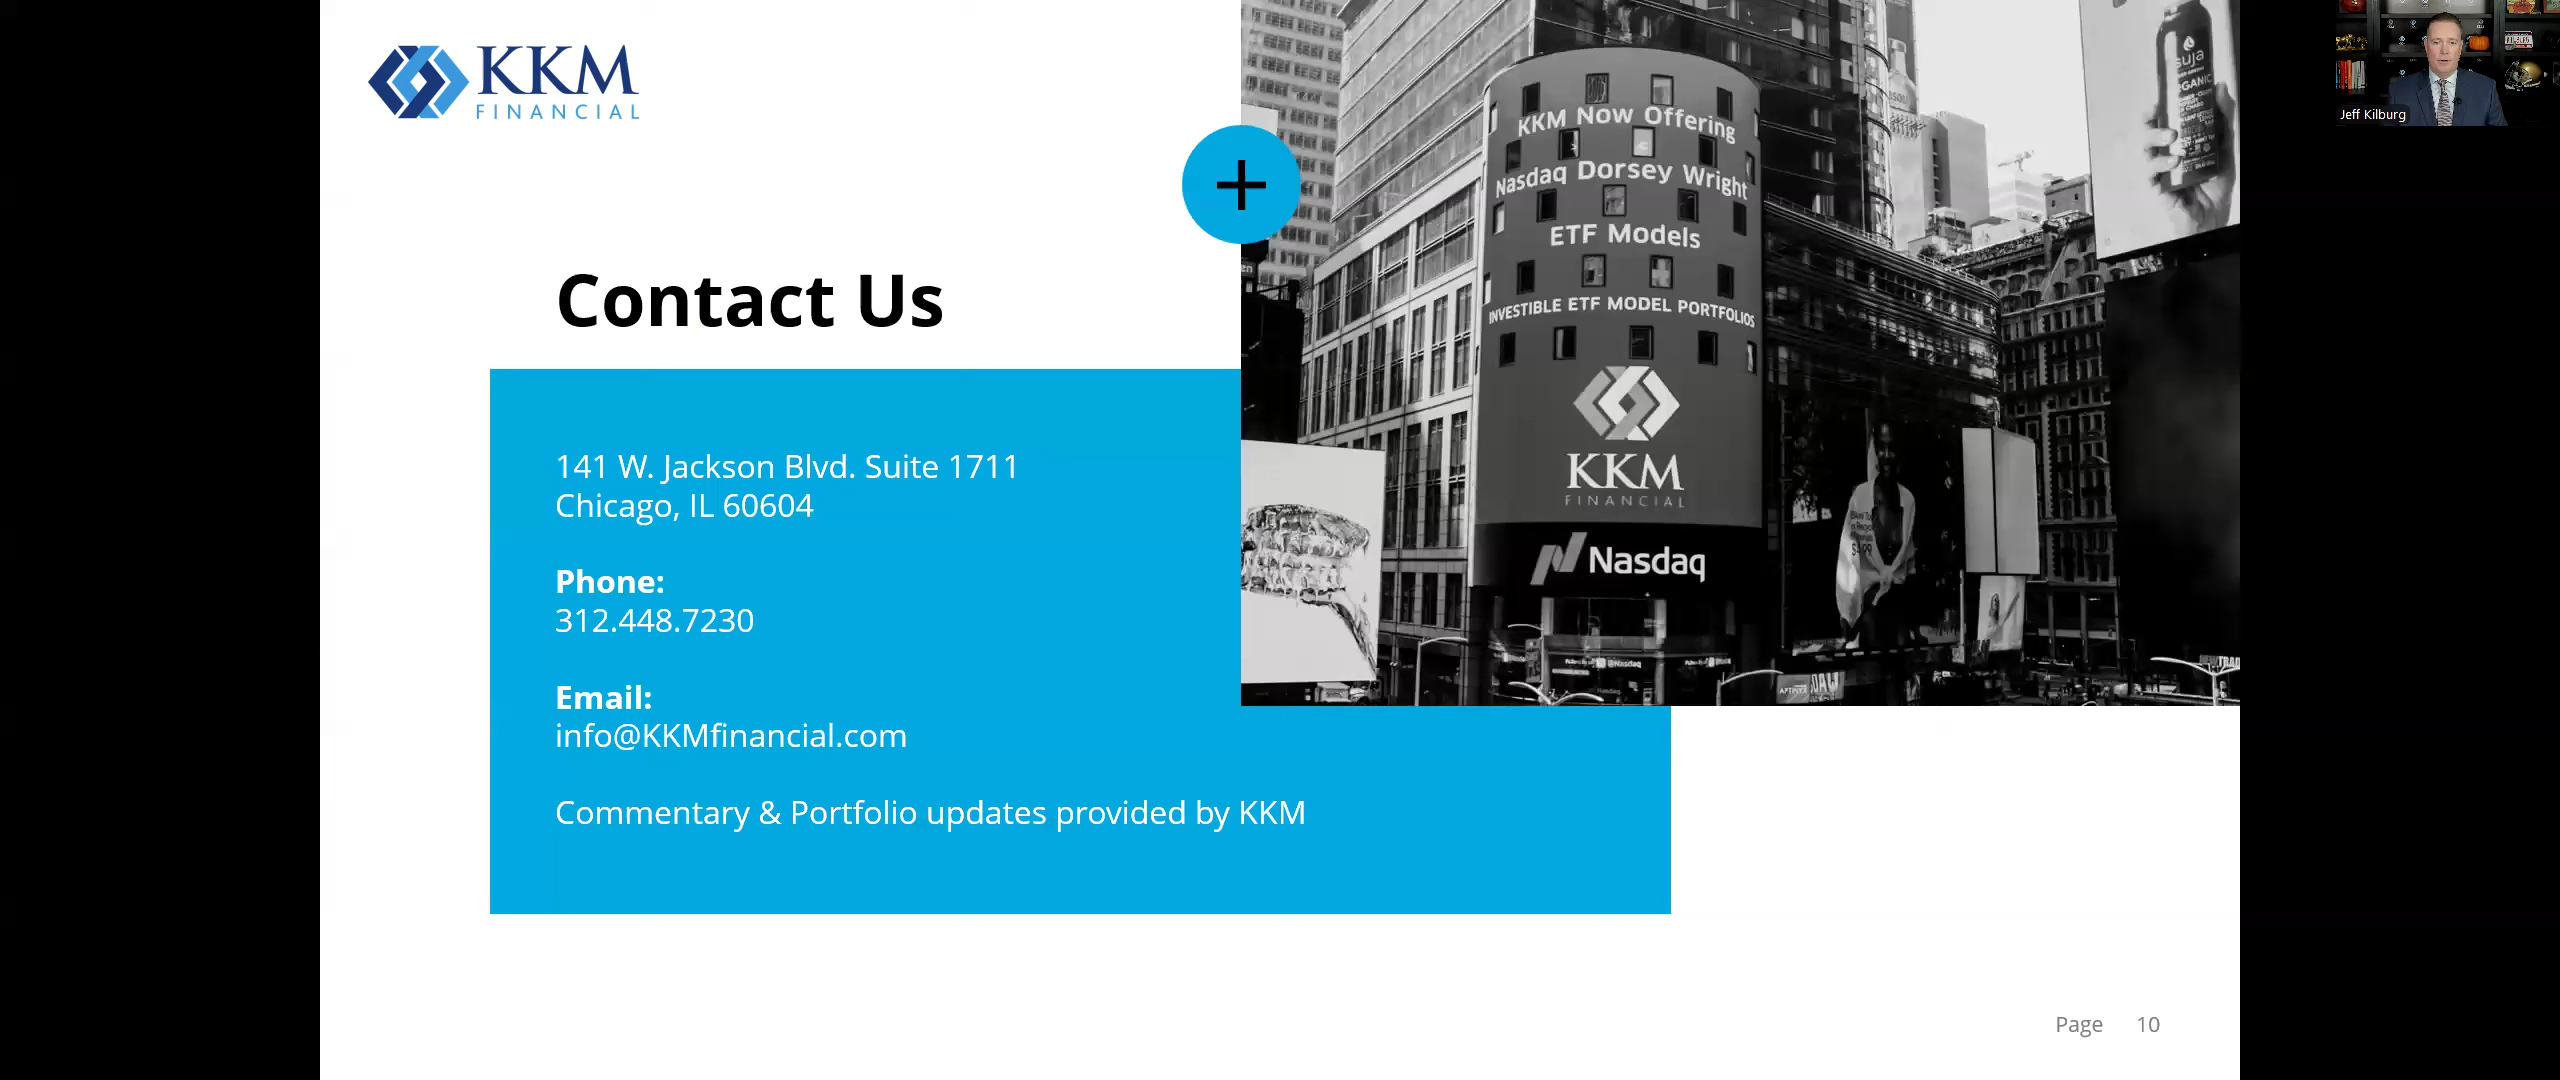 KKM
FINANCIAL
Contact Us
141 W. Jackson Blvd. Suite 1711
Chicago, IL 60604
Phone:
312.448.7230
Email:
info@KKMfinancial.com
Commentary & Portfolio updates provided by KKM
KKM Now Offering
Nasdaq Dorsey Wright
ETF Models
INVESTIBLE ETF MODEL PORTFOLIOS
KKM
FINANCIAL
Nasdaq
suja
ORGANIC
Jeff Kilburg
Page 10